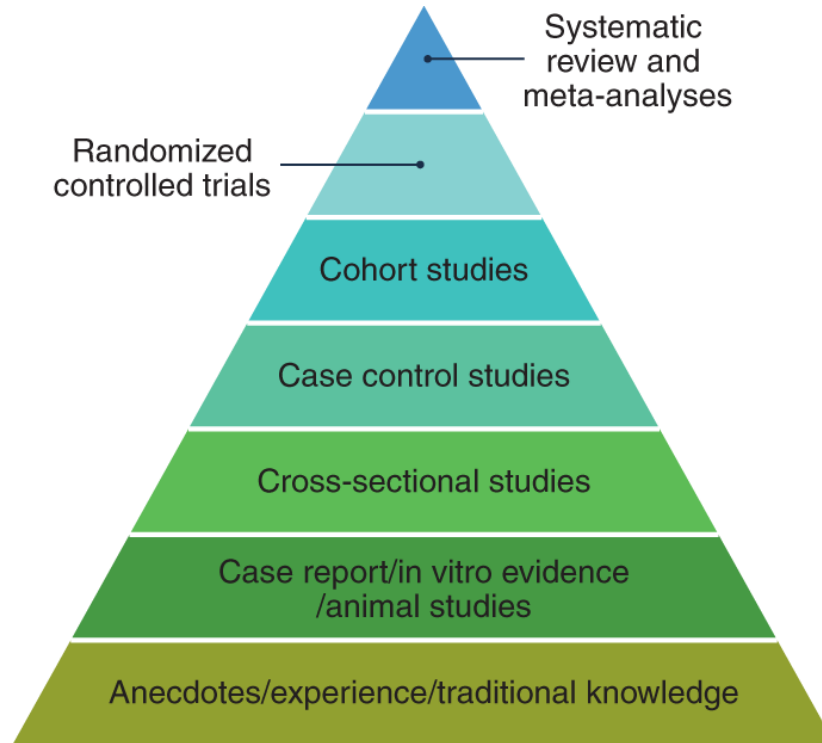 Systematic
review and
meta-analyses
Randomized
controlled trials
Cohort studies
Case control studies
Cross-sectional studies
Case report/in vitro evidence
/animal studies
Anecdotes/experience/traditional knowledge